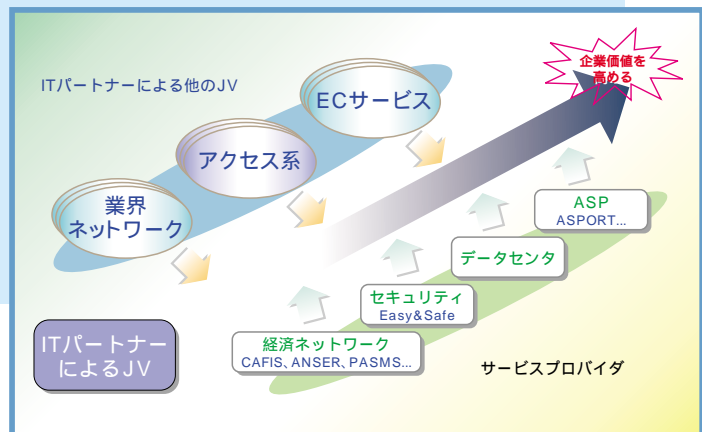 企業価値を
高める
ITパートナーによる他のJV
ECサービス
アクセス系
業界
ネットワーク
ASP
ASPORT...
データセンタ
セキュリティ
Easy&Safe
経済ネットワーク
CAFIS、ANSER、PASMS...
ITパートナー
によるJV
サービスプロバイダ